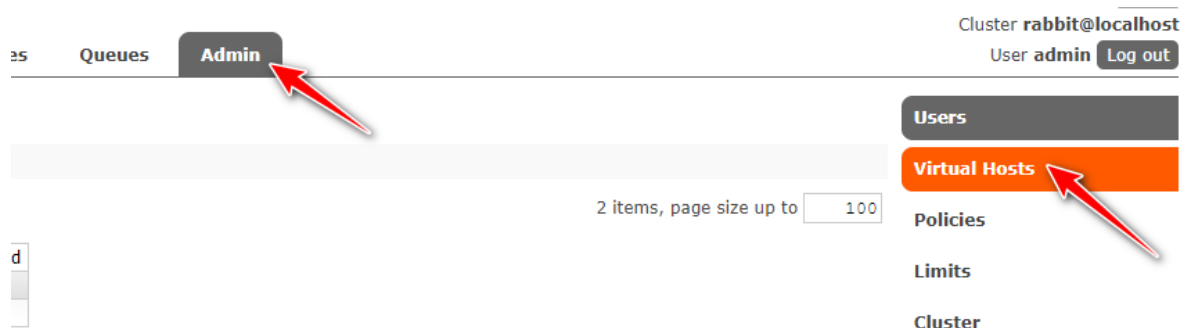 Cluster rabbit@localhost
es Queues Admin
User admin Log out
Users
Virtual Hosts
2 items, page size up to 100
Policies
d
Limits
Cluster